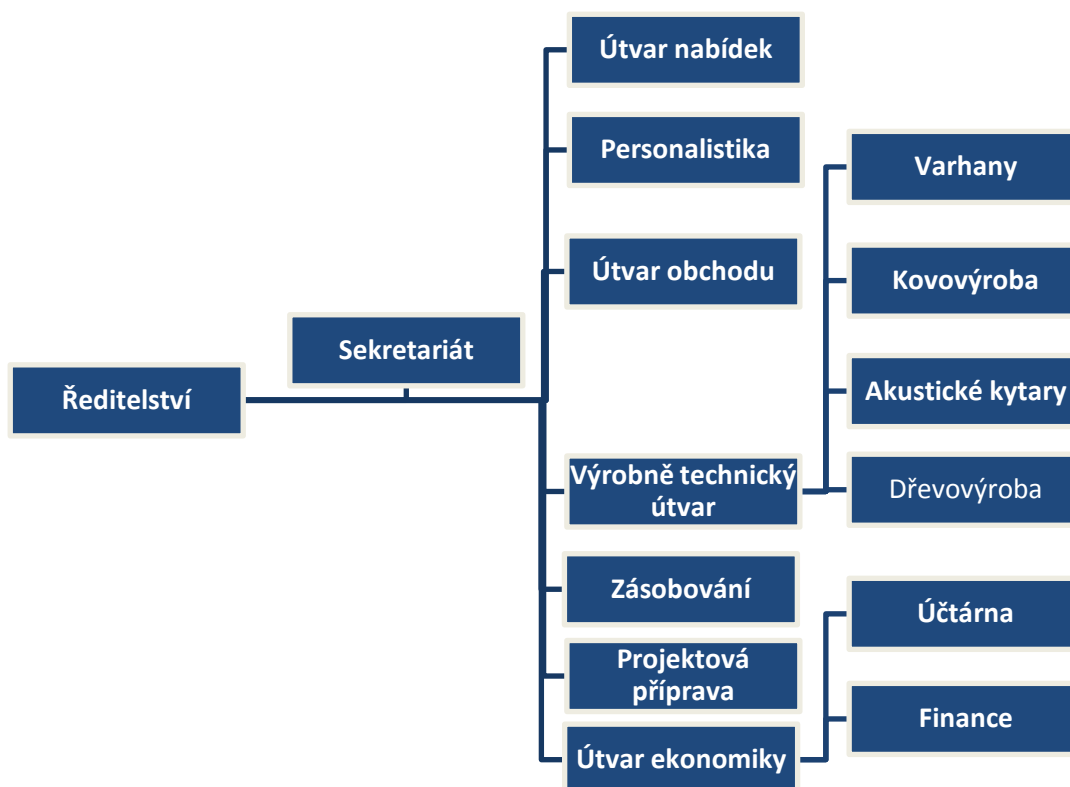 Ředitelství
Sekretariát
Útvar nabídek
Personalistika
Útvar obchodu
Výrobně technický
útvar
Zásobování
Projektová
příprava
Útvar ekonomiky
Varhany
Kovovýroba
Akustické kytary
Dřevovýroba
Účtárna
Finance